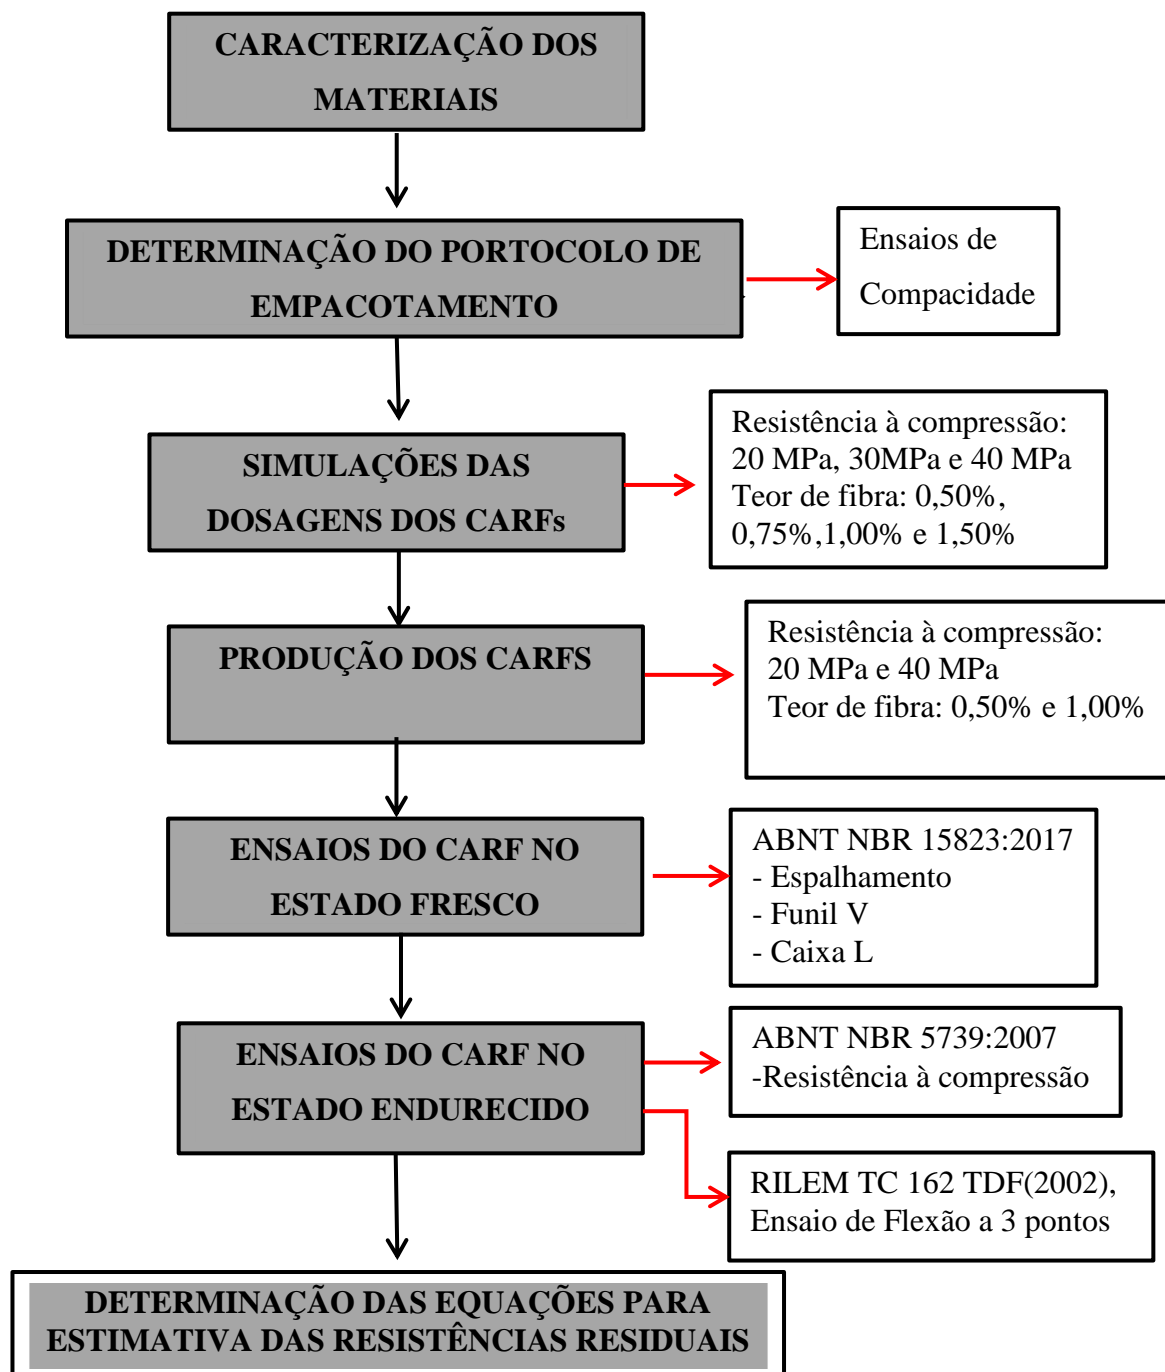 CARACTERIZAÇÃO DOS
MATERIAIS
DETERMINAÇÃO DO PORTOCOLO DE
EMPACOTAMENTO
Ensaios de
Compacidade
SIMULAÇÕES DAS
DOSAGENS DOS CARFs
Resistência à compressão:
20 MPa, 30MPa e 40 MPa
Teor de fibra: 0,50%,
0,75%,1,00% e 1,50%
PRODUÇÃO DOS CARFS
Resistência à compressão:
20 MPa e 40 MPa
Teor de fibra: 0,50% e 1,00%
ENSAIOS DO CARF NO
ESTADO FRESCO
ABNT NBR 15823:2017
- Espalhamento
- Funil V
- Caixa L
ENSAIOS DO CARF NO
ESTADO ENDURECIDO
ABNT NBR 5739:2007
-Resistência à compressão
RILEM TC 162 TDF(2002),
Ensaio de Flexão a 3 pontos
DETERMINAÇÃO DAS EQUAÇÕES PARA
ESTIMATIVA DAS RESISTÊNCIAS RESIDUAIS